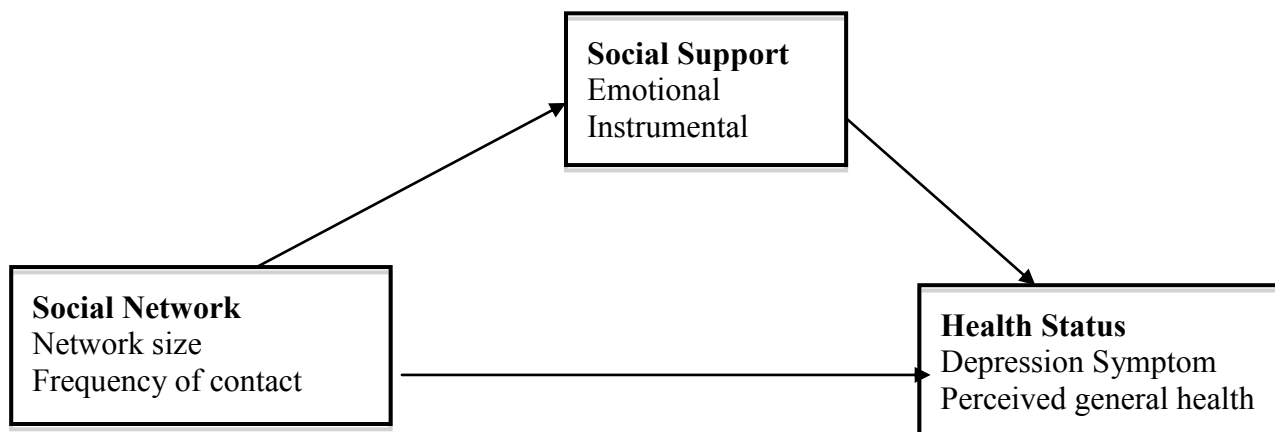 Social Support
Emotional
Instrumental
Social Network
Network size
Frequency of contact
Health Status
Depression Symptom
Perceived general health